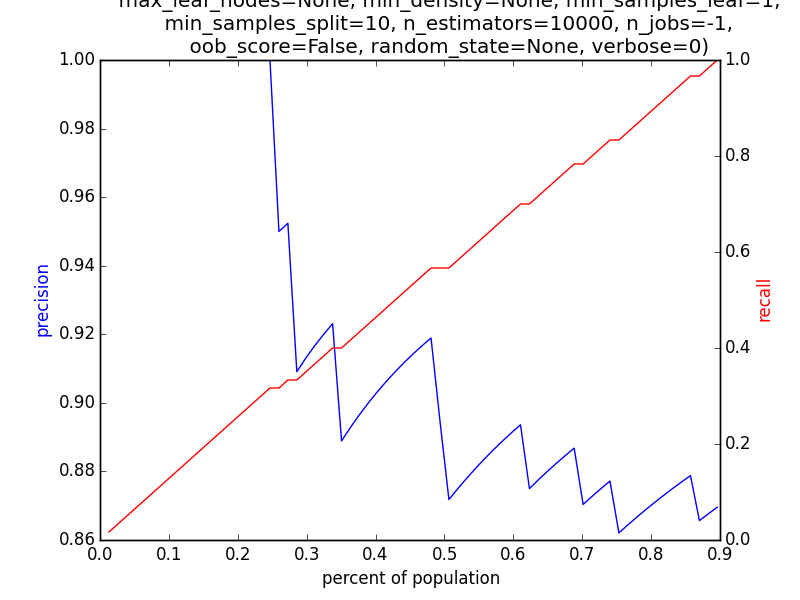 max_leaf_nodes=None, min_density=None, min_samples_leaf=1,
min_samples_split=10, n_estimators=10000, n_jobs=-1,
oob_score=False, random_state=None, verbose=0)
1.00
0.98
0.96
0.94
0.92
0.90
0.88
0.86
precision
1.0
0.8
0.6
0.4
0.2
0.0
recall
0.0 0.1 0.2 0.3 0.4 0.5 0.6 0.7 0.8 0.9
percent of population